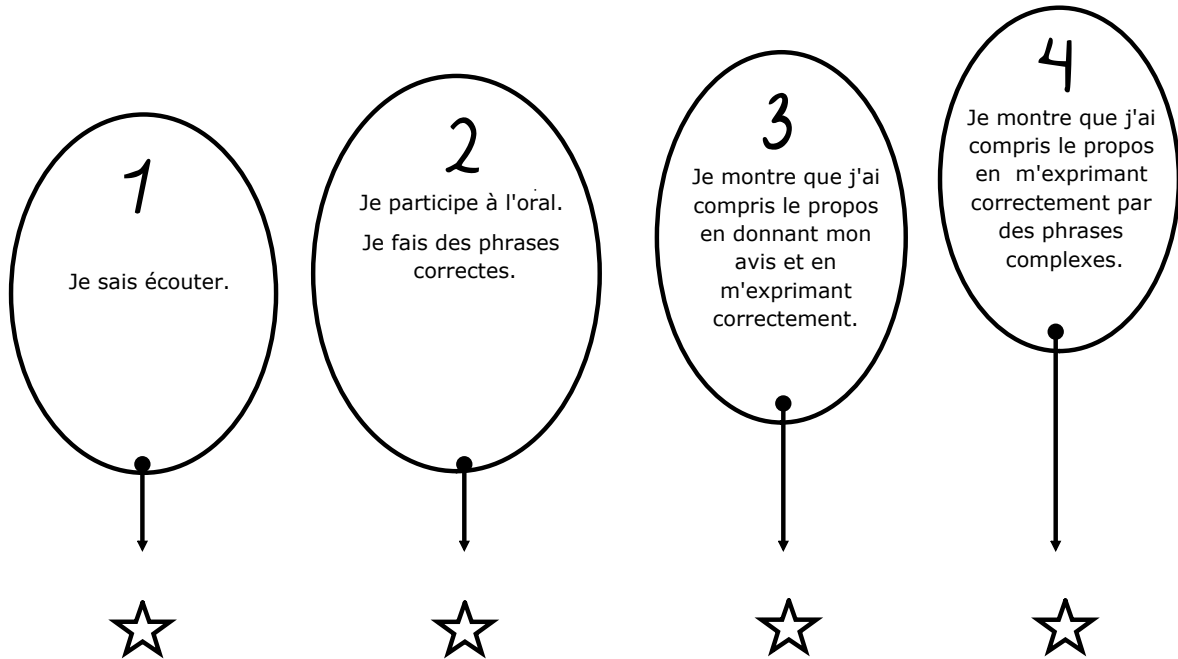 1
Je sais écouter.
2
Je participe à l'oral.
Je fais des phrases
correctes.
3
Je montre que j'ai
compris le propos
en donnant mon
avis et en
m'exprimant
correctement.
4
Je montre que j'ai
compris le propos
en m'exprimant
correctement par
des phrases
complexes.